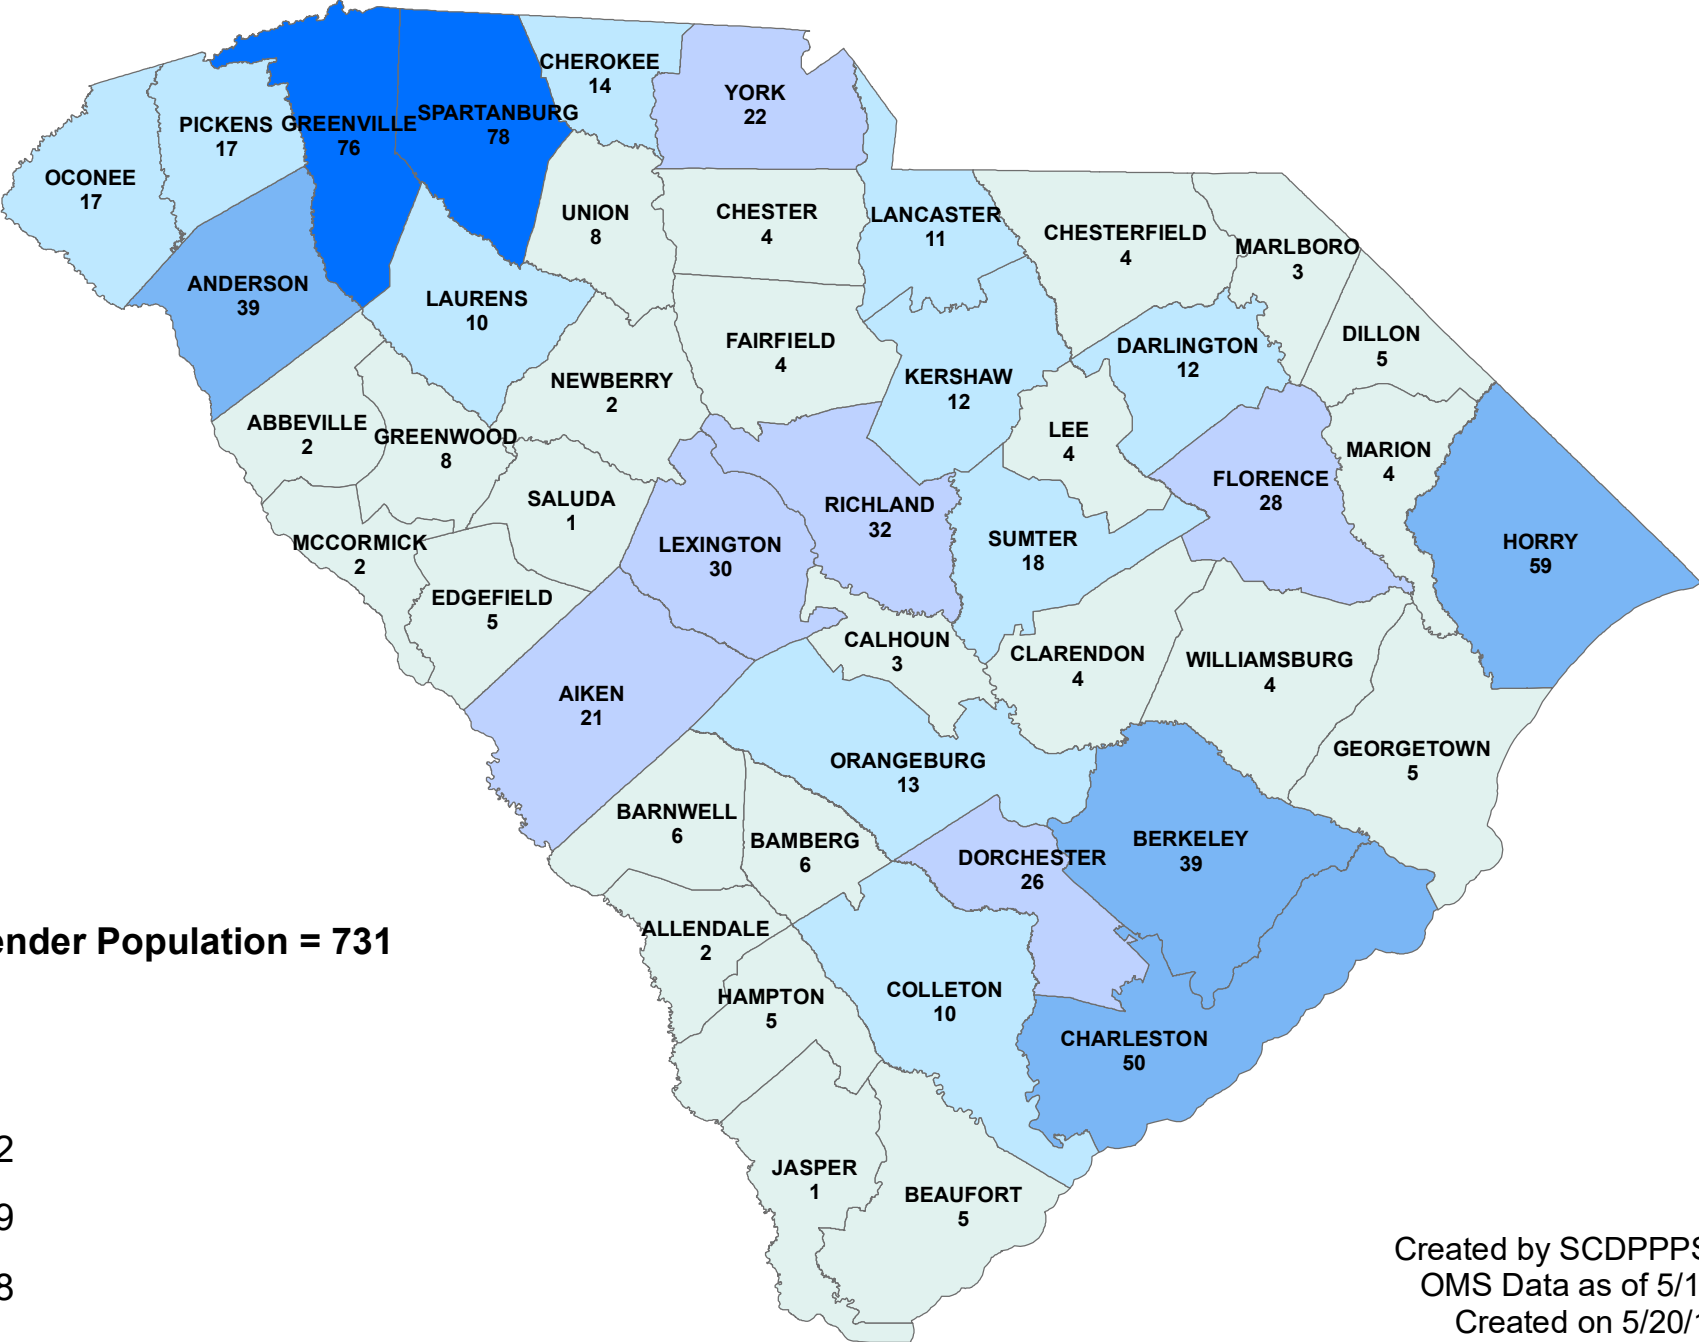 CHEROKEE
14
YORK
22
SPARTANBURG
78
PICKENS
17
GREENVILLE
76
OCONEE
17
UNION
8
CHESTER
4
LANCASTER
11
CHESTERFIELD
4
MARLBORO
3
ANDERSON
39
LAURENS
10
FAIRFIELD
4
DILLON
5
DARLINGTON
12
NEWBERRY
2
KERSHAW
12
ABBEVILLE
2
GREENWOOD
8
LEE
4
MARION
4
FLORENCE
28
SALUDA
1
RICHLAND
32
MCCORMICK
2
LEXINGTON
30
SUMTER
18
HORRY
59
EDGEFIELD
5
CALHOUN
3
CLARENDON
4
WILLIAMSBURG
4
AIKEN
21
ORANGEBURG
13
GEORGETOWN
5
BARNWELL
6
BAMBERG
6
DORCHESTER
26
BERKELEY
39
ALLENDALE
2
ender Population = 731
HAMPTON
5
COLLETON
10
CHARLESTON
50
JASPER
1
BEAUFORT
5
2
9
8
Created by SCDPPPS
OMS Data as of 5/1
Created on 5/20/1